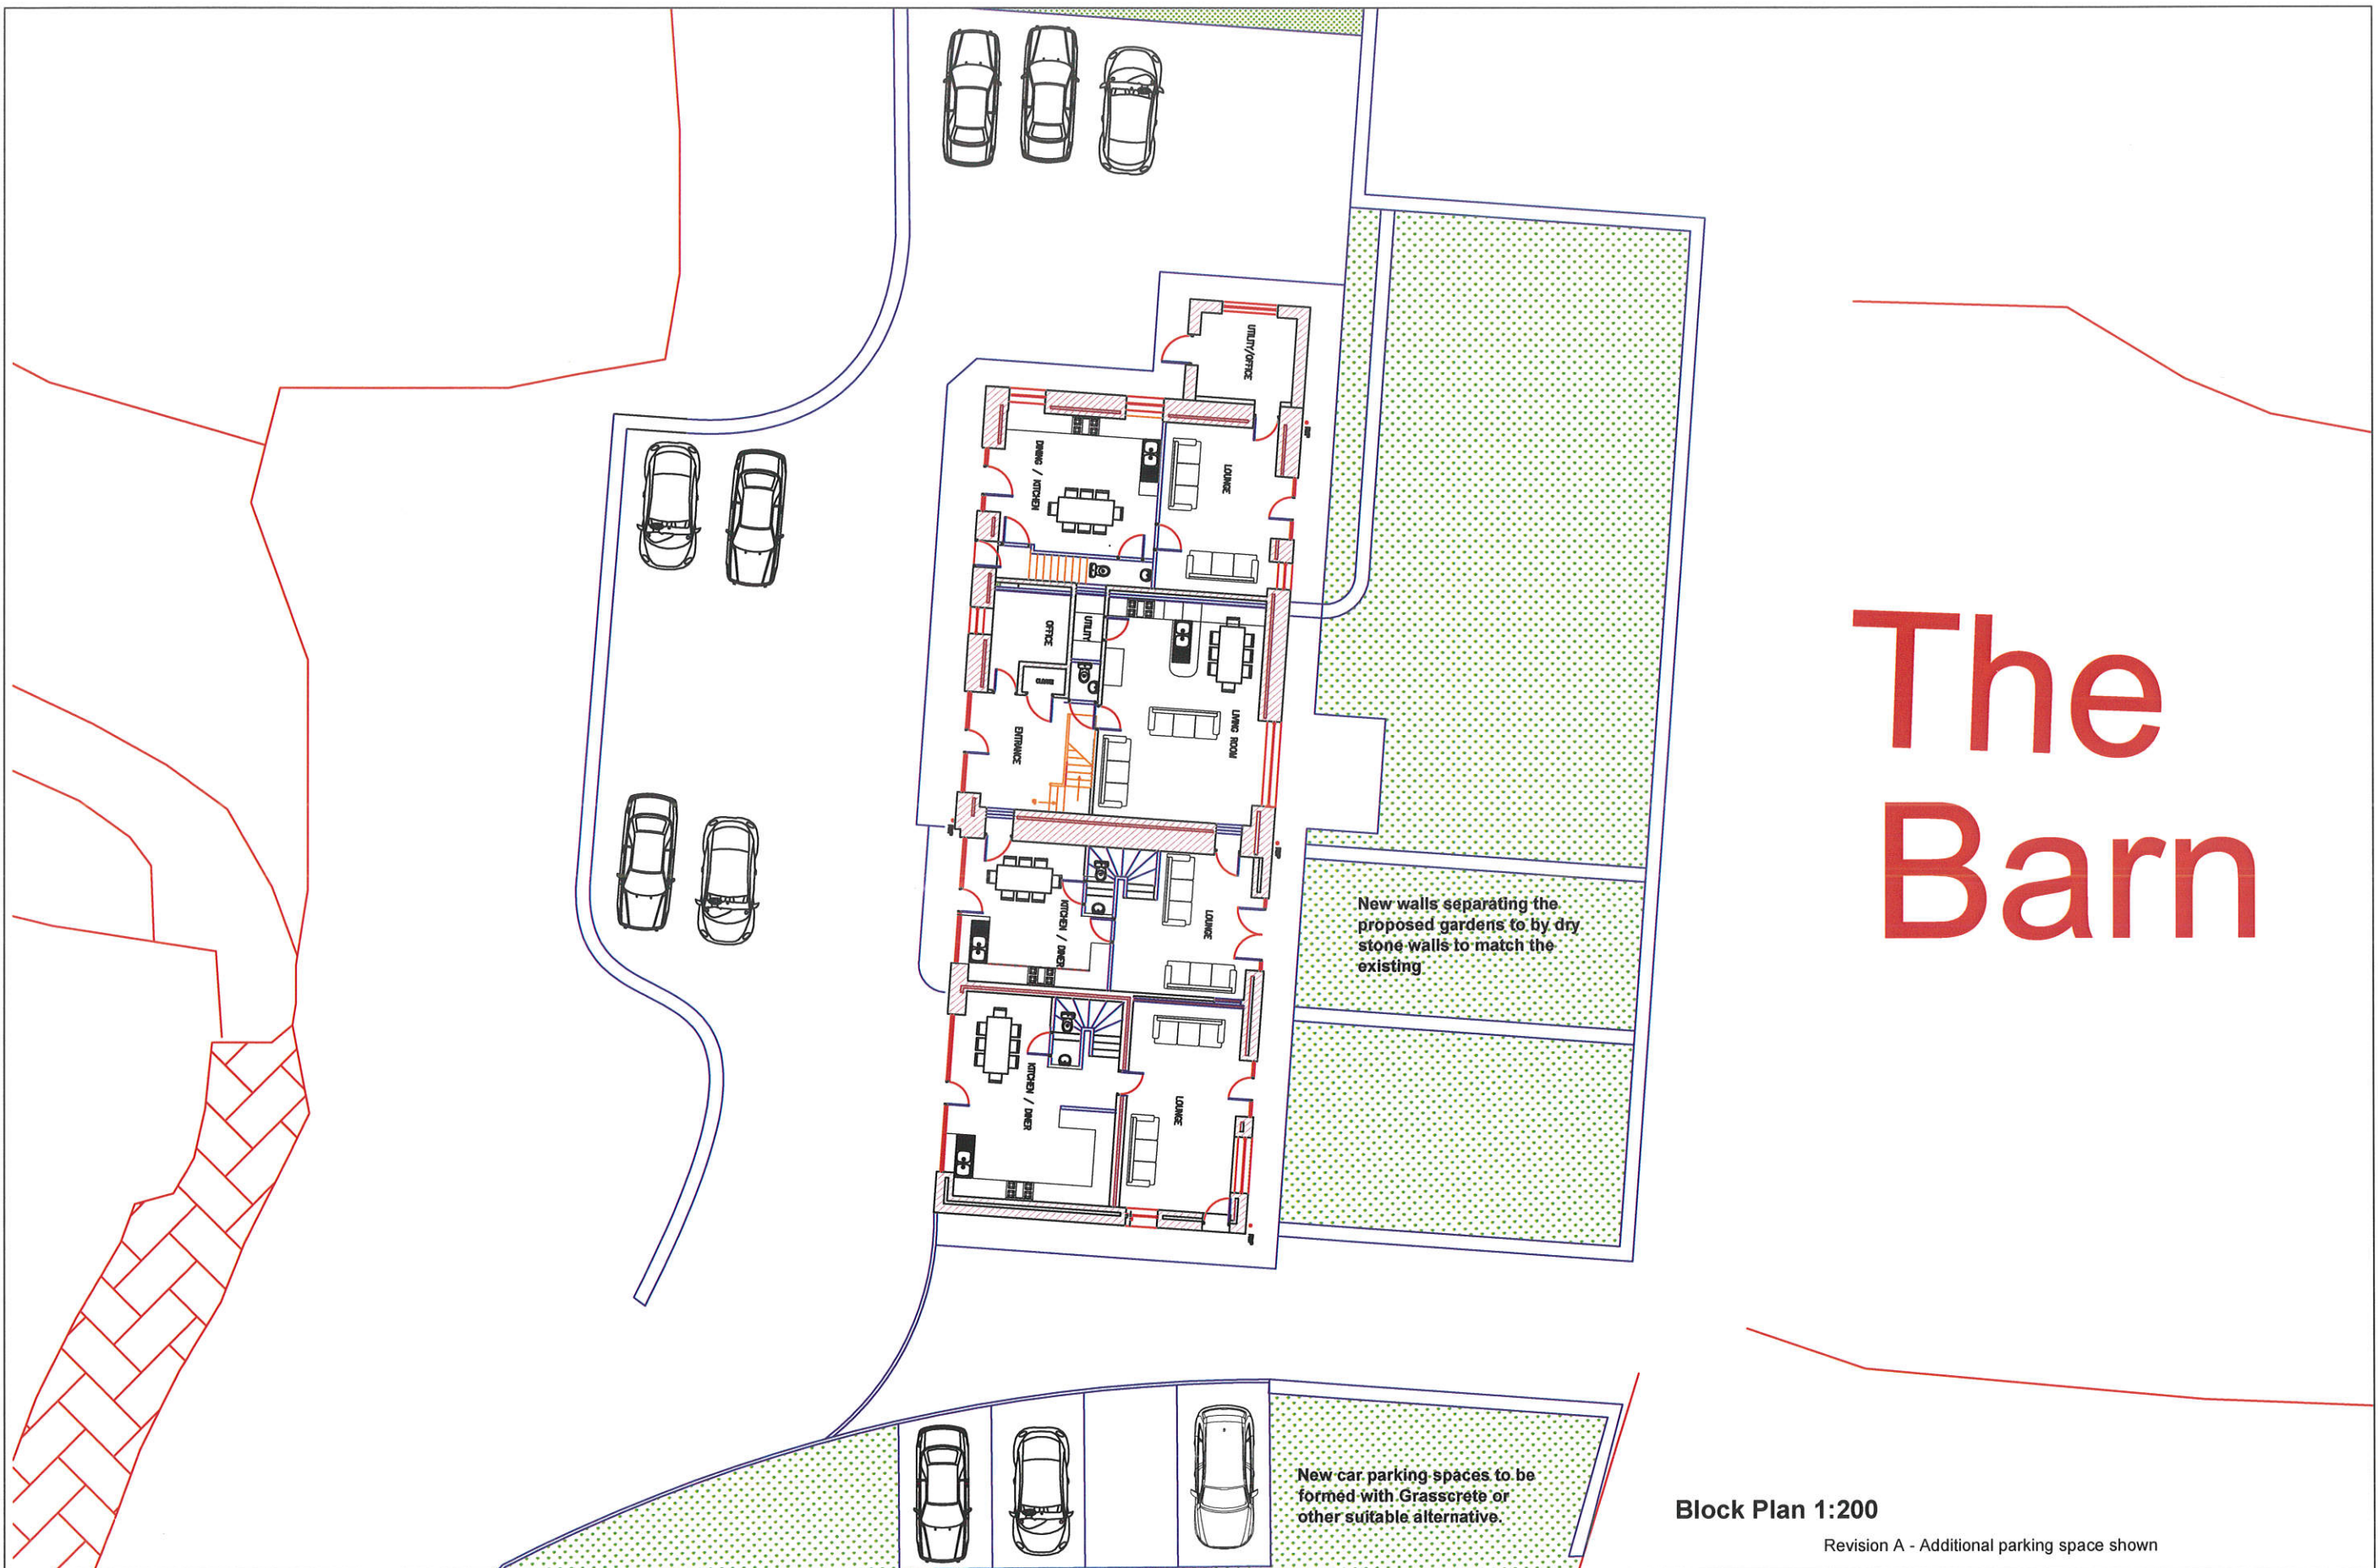 UTILITY/OFFICE
DINING / KITCHEN
LOUNGE
OFFICE
UTILITY
ENTRANCE
LIVING ROOM
KITCHEN / DINER
LOUNGE
KITCHEN / DINER
LOUNGE
The
Barn
New walls separating the
proposed gardens to by dry
stone walls to match the
existing
New car parking spaces to be
formed with Grasscrete or
other suitable alternative.
Block Plan 1:200
Revision A - Additional parking space shown